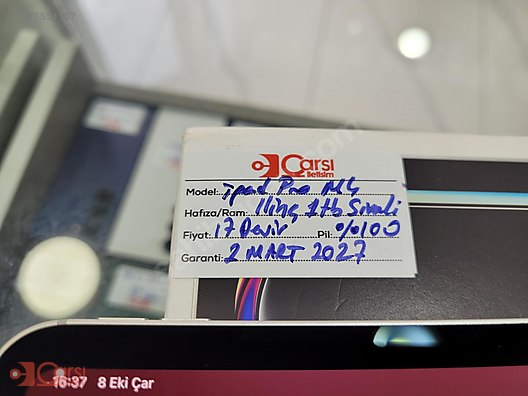 Çarşı
iletisim
Model: ipad Pro M4
Hafıza/Ram: 11inç 1tb Simli
Fiyat: 17 Devir Pil: %100
Garanti: 2 MART 2027
Çarşı
16:37 8 Eki Çar